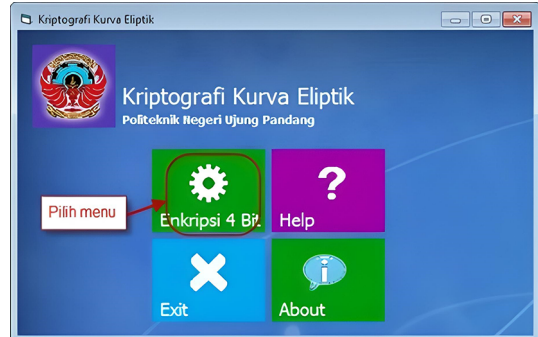 Kriptografi Kurva Eliptik
Kriptografi Kurva Eliptik
Politeknik Negeri Ujung Pandang
Pilih menu
Enkripsi 4 Bit
Help
Exit
About